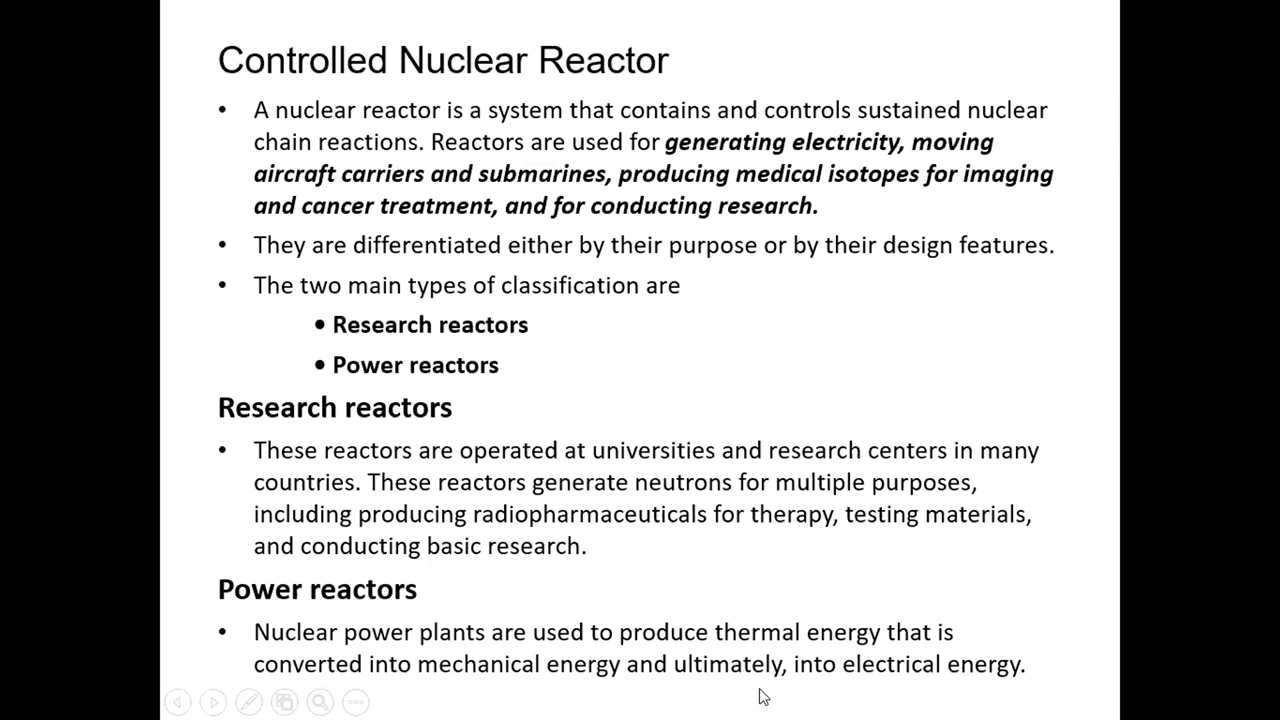 Controlled Nuclear Reactor
• A nuclear reactor is a system that contains and controls sustained nuclear
chain reactions. Reactors are used for generating electricity, moving
aircraft carriers and submarines, producing medical isotopes for imaging
and cancer treatment, and for conducting research.
• They are differentiated either by their purpose or by their design features.
• The two main types of classification are
• Research reactors
• Power reactors
Research reactors
• These reactors are operated at universities and research centers in many
countries. These reactors generate neutrons for multiple purposes,
including producing radiopharmaceuticals for therapy, testing materials,
and conducting basic research.
Power reactors
• Nuclear power plants are used to produce thermal energy that is
converted into mechanical energy and ultimately, into electrical energy.